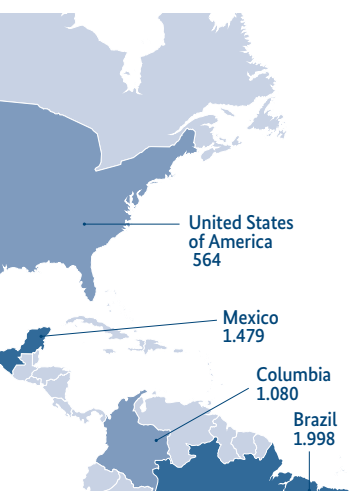 United States
of America
564
Mexico
1.479
Columbia
1.080
Brazil
1.998